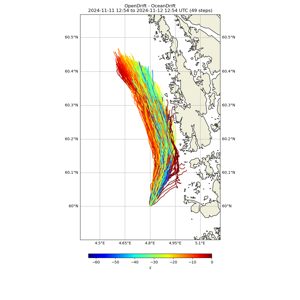 OpenDrift - OceanDrift
2024-11-11 12:54 to 2024-11-12 12:54 UTC (49 steps)
60.5°N 60.5°N
60.4°N 60.4°N
60.3°N 60.3°N
60.2°N 60.2°N
60.1°N 60.1°N
60°N 60°N
4.5°E 4.65°E 4.8°E 4.95°E 5.1°E
−60 −50 −40 −30 −20 −10 0
z